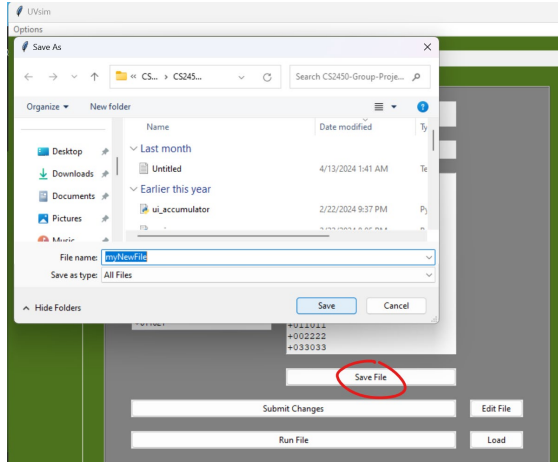 UVsim
Options
Save As
« CS... › CS245...
Search CS2450-Group-Proje...
Organize
New folder
Name
Date modified
Ty
Desktop
Last month
Downloads
Untitled
4/13/2024 1:41 AM
Te
Documents
Earlier this year
Pictures
ui_accumulator
2/22/2024 9:37 PM
Py
Music
File name:
myNewFile
Save as type:
All Files
Hide Folders
Save
Cancel
+011011
+002222
+033033
Save File
Submit Changes
Edit File
Run File
Load